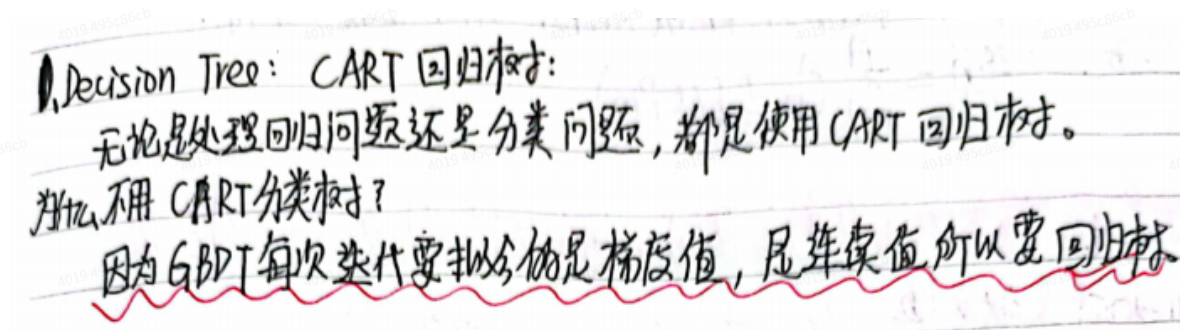 1. Decision Tree: CART 回归树:
无论是处理回归问题还是分类问题,都是使用CART回归树。
为什么不用 CART分类树?
因为GBDT每次迭代要拟合的是梯度值,是连续值所以要回归树。